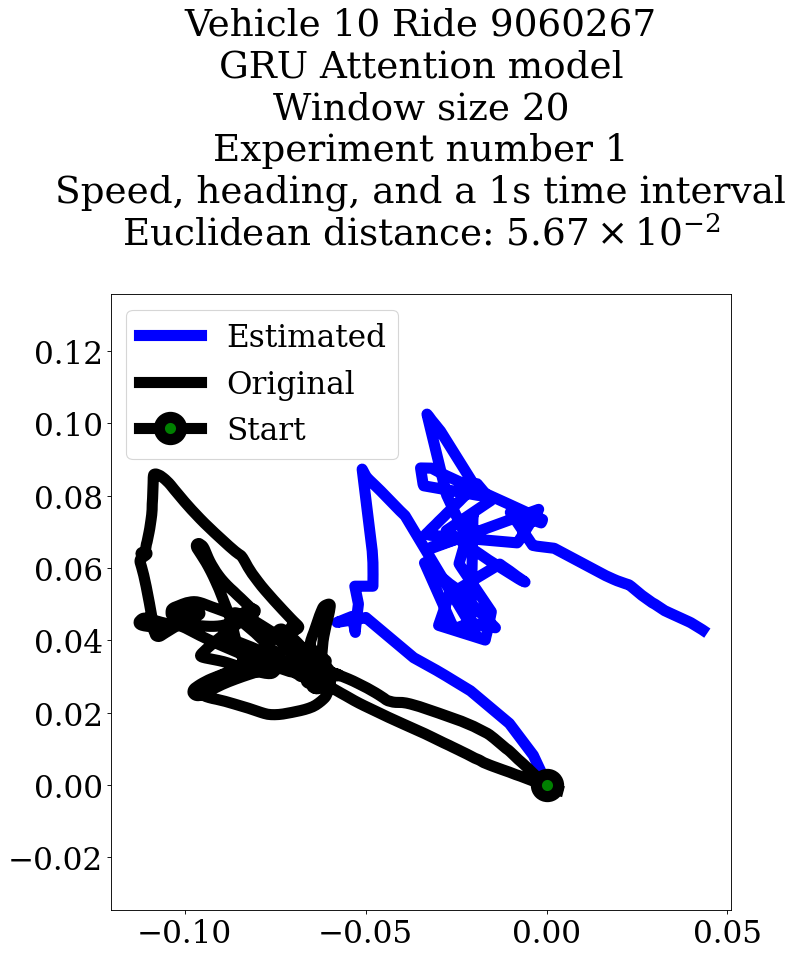 Vehicle 10 Ride 9060267
GRU Attention model
Window size 20
Experiment number 1
Speed, heading, and a 1s time interval
Euclidean distance: 5.67 × 10⁻²
Estimated
Original
Start
0.12
0.10
0.08
0.06
0.04
0.02
0.00
−0.02
−0.10
−0.05
0.00
0.05